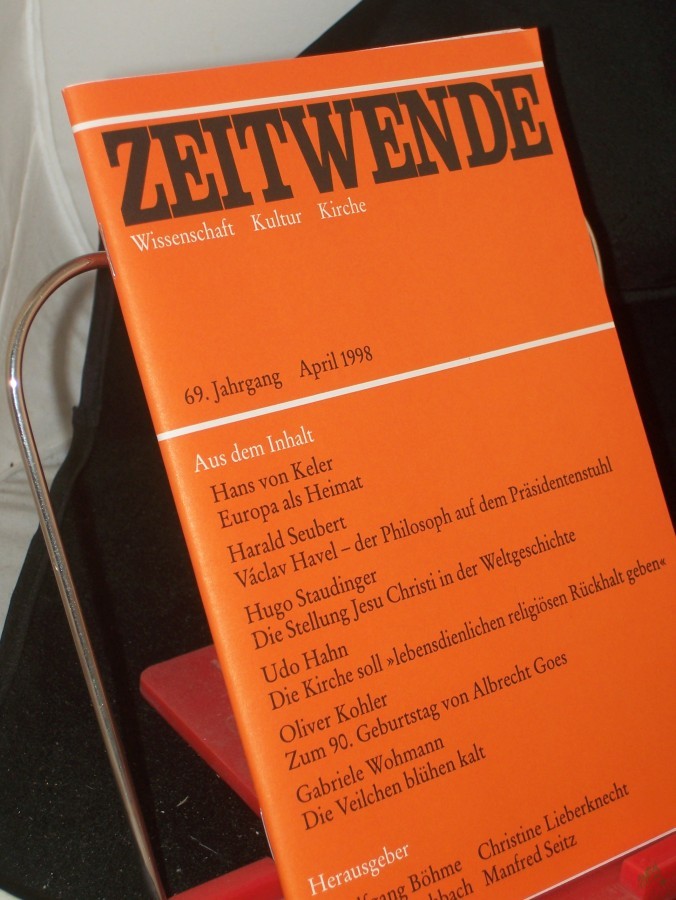 ZEITWENDE
Wissenschaft Kultur Kirche
69. Jahrgang April 1998
Aus dem Inhalt
Hans von Keler
Europa als Heimat
Harald Seubert
Václav Havel – der Philosoph auf dem Präsidentenstuhl
Hugo Staudinger
Die Stellung Jesu Christi in der Weltgeschichte
Udo Hahn
Die Kirche soll »lebensdienlichen religiösen Rückhalt geben«
Oliver Kohler
Zum 90. Geburtstag von Albrecht Goes
Gabriele Wohmann
Die Veilchen blühen kalt
Herausgeber
Böhme Christine Lieberknecht
Manfred Seitz